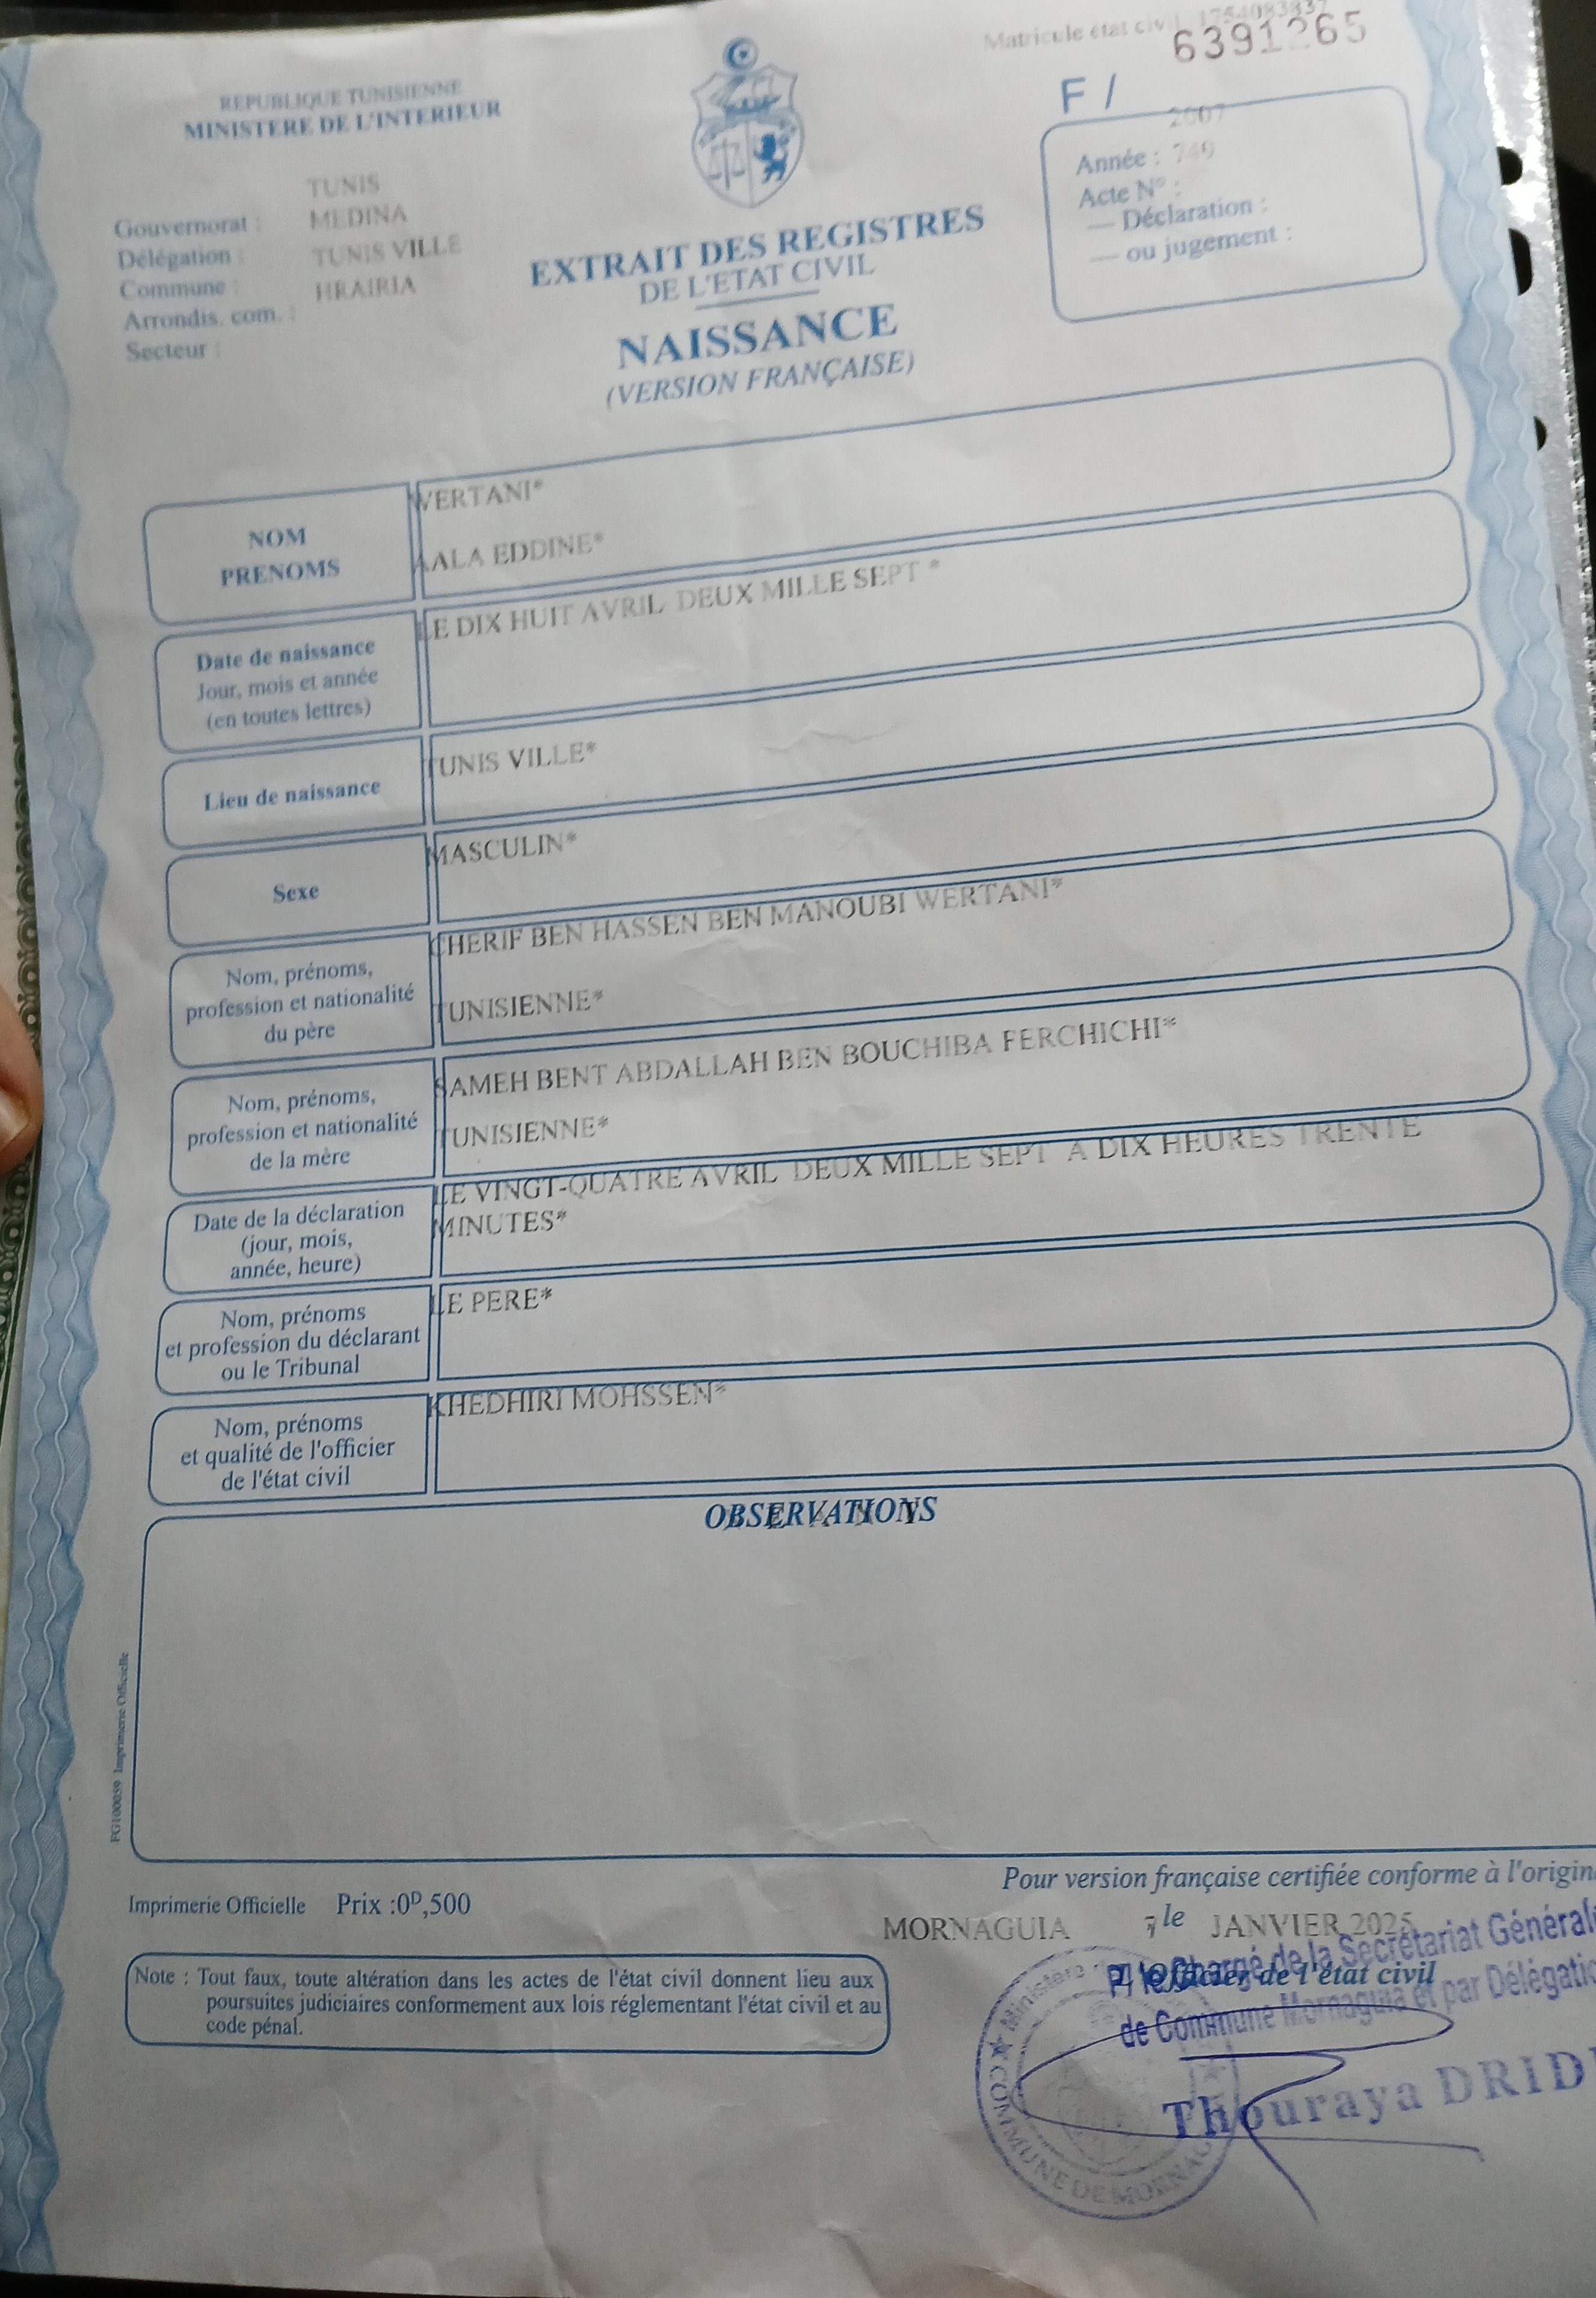 Matricule état civil 1754083837
6391265
F /
REPUBLIQUE TUNISIENNE
MINISTERE DE L'INTERIEUR
Gouvernorat : TUNIS
Délégation : MEDINA
Commune : TUNIS VILLE
Arrondis. com. : HRAIRIA
Secteur :
EXTRAIT DES REGISTRES
DE L'ETAT CIVIL
NAISSANCE
(VERSION FRANÇAISE)
2007
Année : 749
Acte N° :
— Déclaration :
— ou jugement :
NOM
PRENOMS
WERTANI*
AALA EDDINE*
Date de naissance
Jour, mois et année
(en toutes lettres)
LE DIX HUIT AVRIL DEUX MILLE SEPT *
Lieu de naissance
TUNIS VILLE*
Sexe
MASCULIN*
Nom, prénoms,
profession et nationalité
du père
CHERIF BEN HASSEN BEN MANOUBI WERTANI*
TUNISIENNE*
Nom, prénoms,
profession et nationalité
de la mère
SAMEH BENT ABDALLAH BEN BOUCHIBA FERCHICHI*
TUNISIENNE*
Date de la déclaration
(jour, mois,
année, heure)
LE VINGT-QUATRE AVRIL DEUX MILLE SEPT A DIX HEURES TRENTE
MINUTES*
Nom, prénoms
et profession du déclarant
ou le Tribunal
LE PERE*
Nom, prénoms
et qualité de l'officier
de l'état civil
KHEDHIRI MOHSSEN*
OBSERVATIONS
FG100059 Imprimerie Officielle
Imprimerie Officielle Prix :0ᴰ,500
Pour version française certifiée conforme à l'origin
MORNAGUIA 7 le JANVIER 2025
Chargé de la Secrétariat Générale
l'officier de l'état civil
de Commune Mornaguia et par Délégatio
Thouraya DRIDI
Ministère
COMMUNE DE MORNAG
Note : Tout faux, toute altération dans les actes de l'état civil donnent lieu aux
poursuites judiciaires conformement aux lois réglementant l'état civil et au
code pénal.